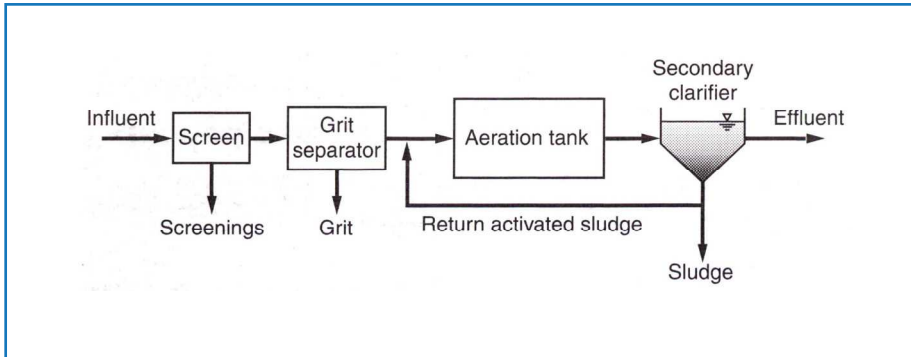 Influent
Screen
Screenings
Grit
separator
Grit
Aeration tank
Return activated sludge
Secondary
clarifier
Effluent
Sludge